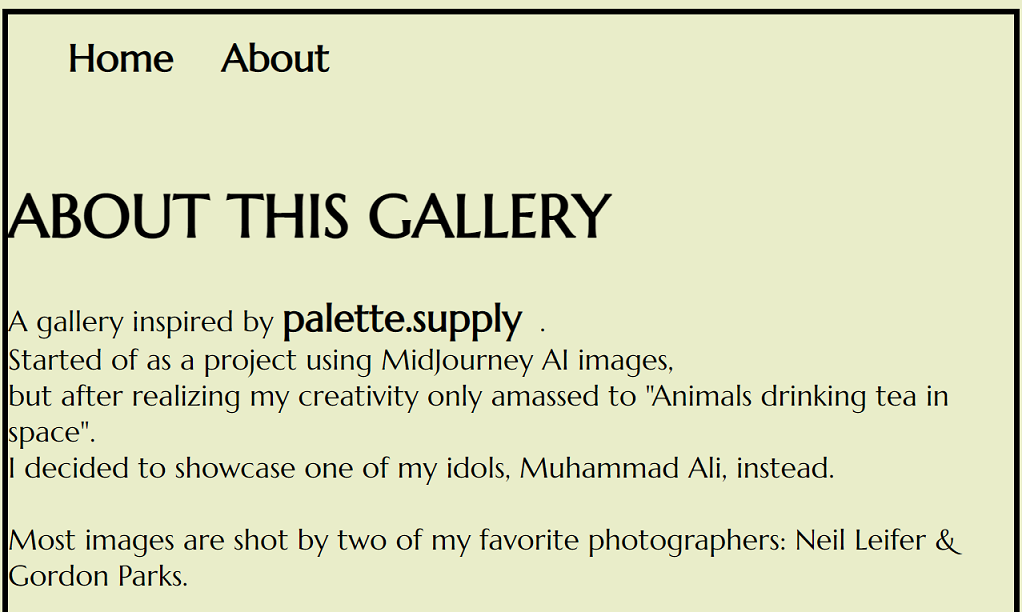 Home About
ABOUT THIS GALLERY
A gallery inspired by palette.supply .
Started of as a project using MidJourney AI images,
but after realizing my creativity only amassed to "Animals drinking tea in
space".
I decided to showcase one of my idols, Muhammad Ali, instead.
Most images are shot by two of my favorite photographers: Neil Leifer &
Gordon Parks.